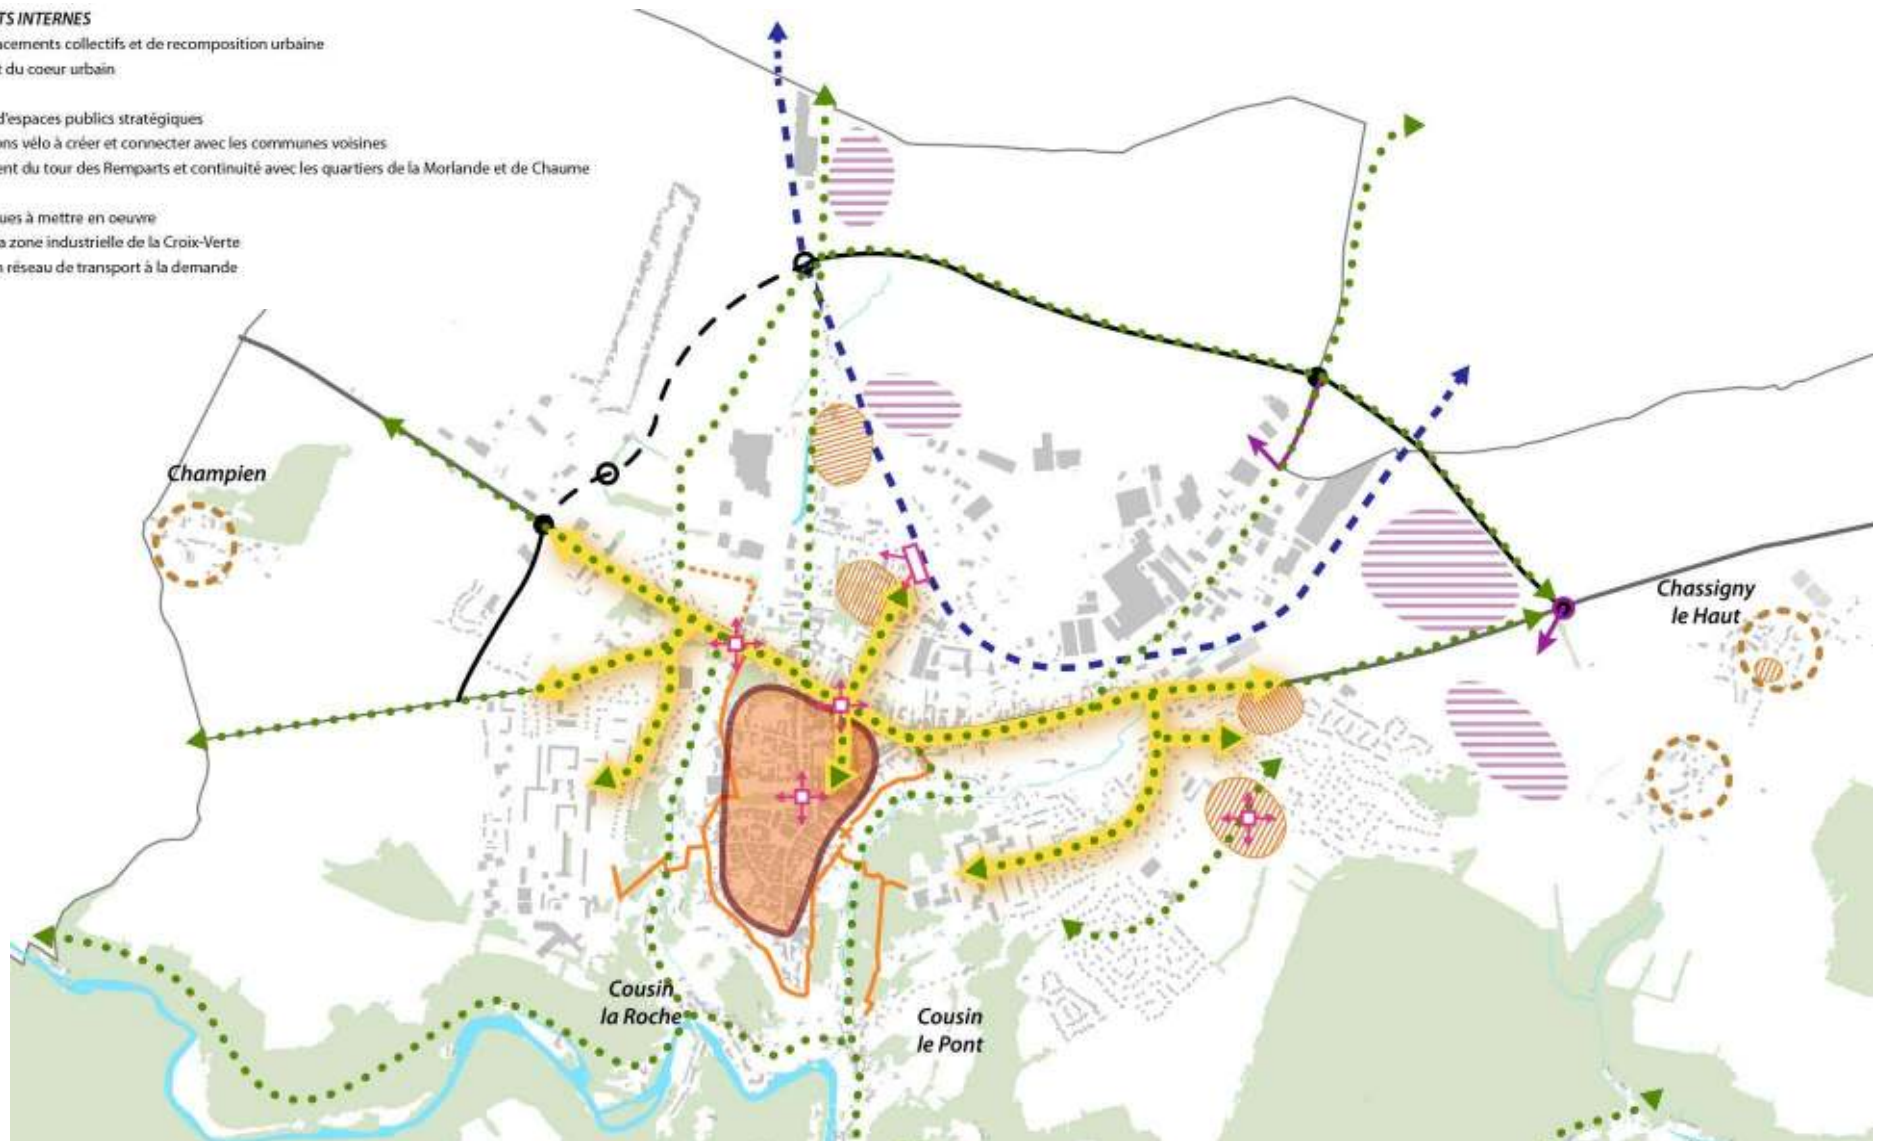 TS INTERNES
acements collectifs et de recomposition urbaine
t du coeur urbain
d'espaces publics stratégiques
ons vélo à créer et connecter avec les communes voisines
ent du tour des Remparts et continuité avec les quartiers de la Morlande et de Chaume
ues à mettre en oeuvre
a zone industrielle de la Croix-Verte
n réseau de transport à la demande
Champien
Chassigny
le Haut
Cousin
la Roche
Cousin
le Pont